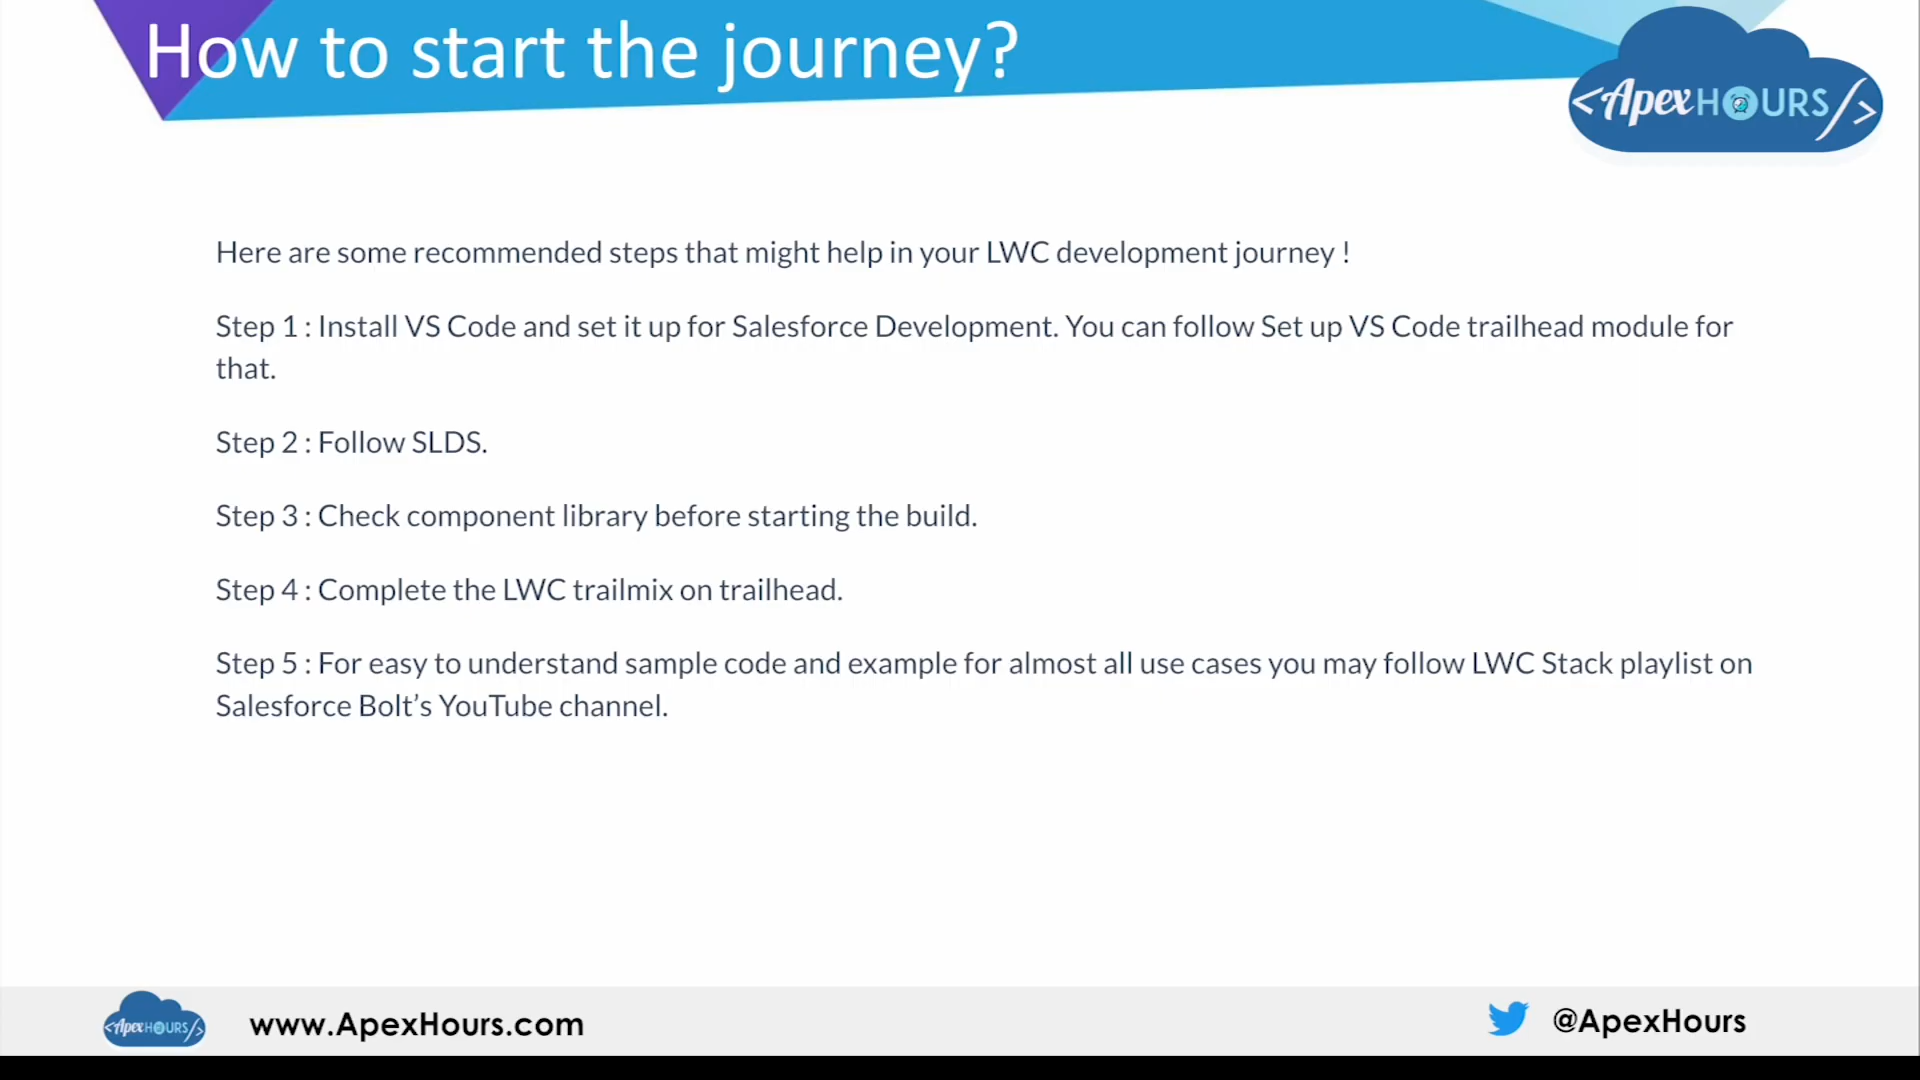 How to start the journey?
<ApexHOURS/>
Here are some recommended steps that might help in your LWC development journey !
Step 1 : Install VS Code and set it up for Salesforce Development. You can follow Set up VS Code trailhead module for
that.
Step 2 : Follow SLDS.
Step 3 : Check component library before starting the build.
Step 4 : Complete the LWC trailmix on trailhead.
Step 5 : For easy to understand sample code and example for almost all use cases you may follow LWC Stack playlist on
Salesforce Bolt’s YouTube channel.
<ApexHOURS/>
www.ApexHours.com
@ApexHours